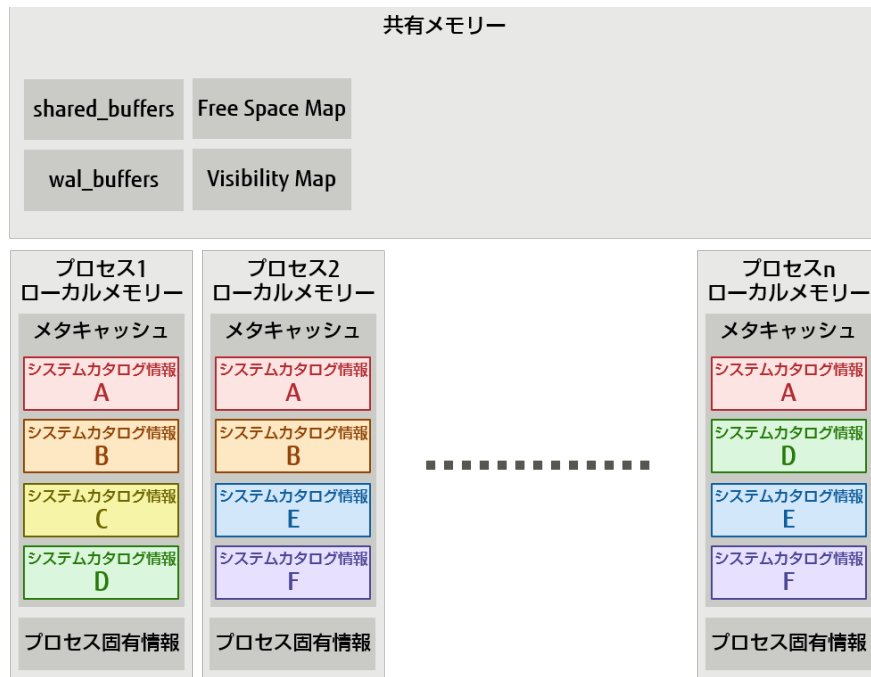 共有メモリー
shared_buffers
Free Space Map
wal_buffers
Visibility Map
プロセス1
ローカルメモリー
メタキャッシュ
システムカタログ情報
A
システムカタログ情報
B
システムカタログ情報
C
システムカタログ情報
D
プロセス固有情報
プロセス2
ローカルメモリー
メタキャッシュ
システムカタログ情報
A
システムカタログ情報
B
システムカタログ情報
E
システムカタログ情報
F
プロセス固有情報
プロセスn
ローカルメモリー
メタキャッシュ
システムカタログ情報
A
システムカタログ情報
D
システムカタログ情報
E
システムカタログ情報
F
プロセス固有情報